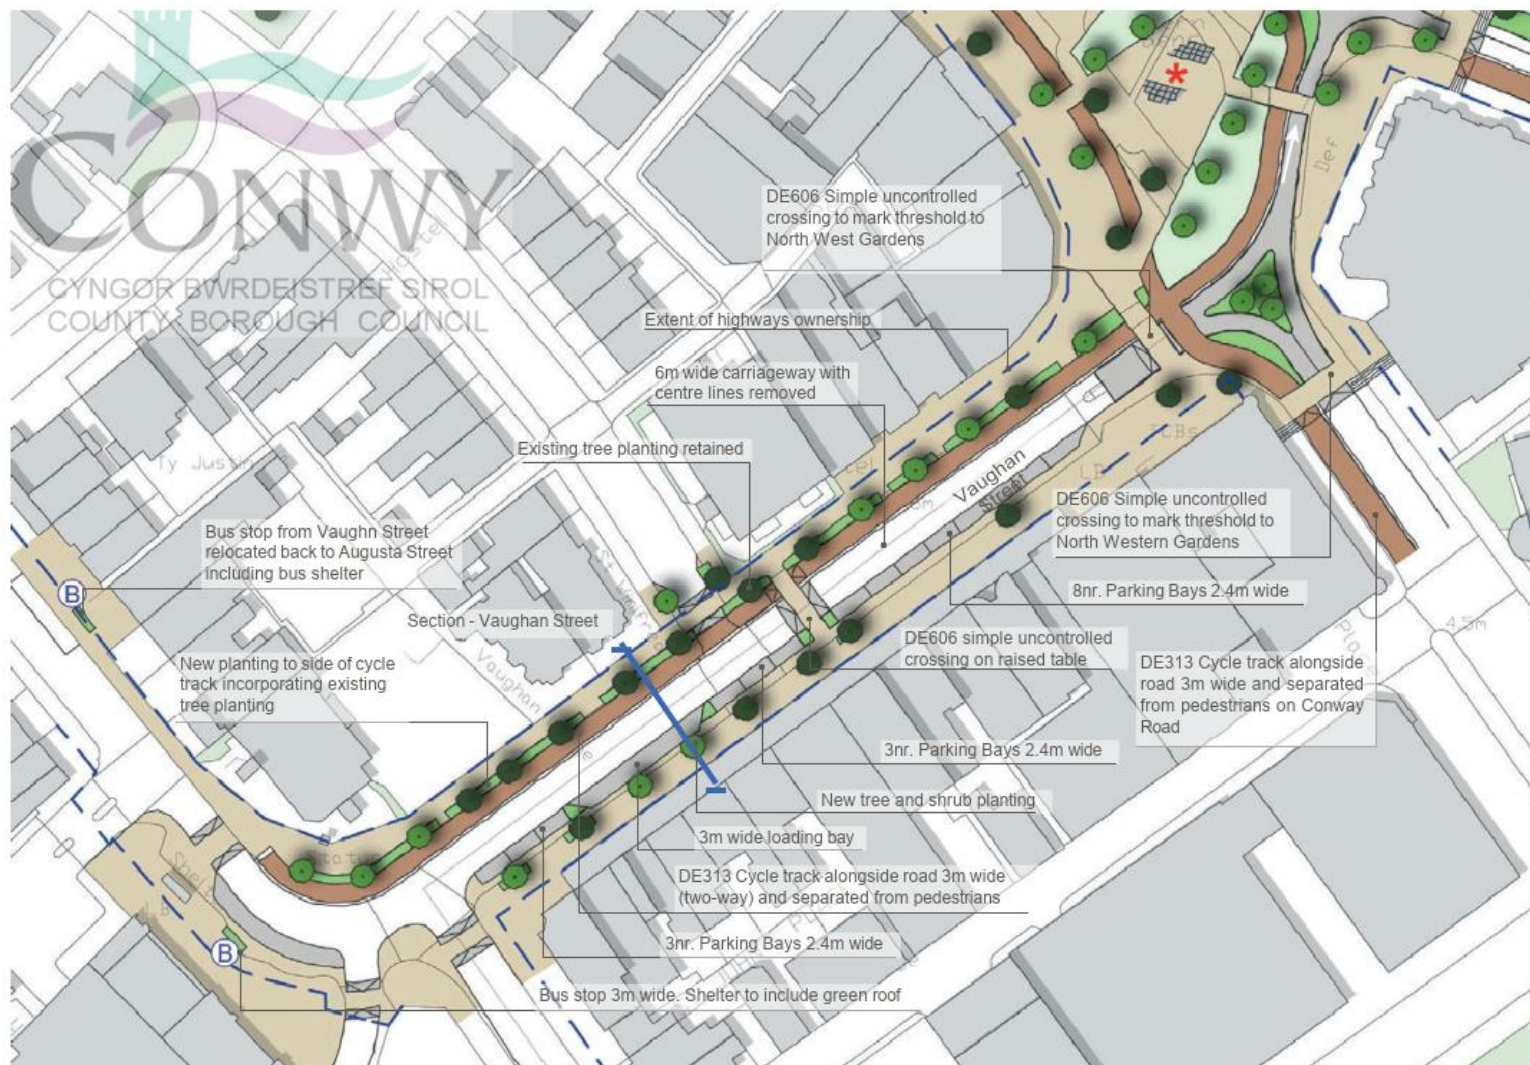 CONWY
CYNGOR BWRDEISTREF SIROL
COUNTY BOROUGH COUNCIL
DE606 Simple uncontrolled
crossing to mark threshold to
North West Gardens
Extent of highways ownership
6m wide carriageway with
centre lines removed
Existing tree planting retained
Ty Justin
Vaughan
Street
TCBs
LB
Def
DE606 Simple uncontrolled
crossing to mark threshold to
North Western Gardens
Bus stop from Vaughn Street
relocated back to Augusta Street
including bus shelter
B
8nr. Parking Bays 2.4m wide
Section - Vaughan Street
Vaughan
DE606 simple uncontrolled
crossing on raised table
4.5m
New planting to side of cycle
track incorporating existing
tree planting
DE313 Cycle track alongside
road 3m wide and separated
from pedestrians on Conway
Road
3nr. Parking Bays 2.4m wide
New tree and shrub planting
3m wide loading bay
DE313 Cycle track alongside road 3m wide
(two-way) and separated from pedestrians
3nr. Parking Bays 2.4m wide
B
Bus stop 3m wide. Shelter to include green roof